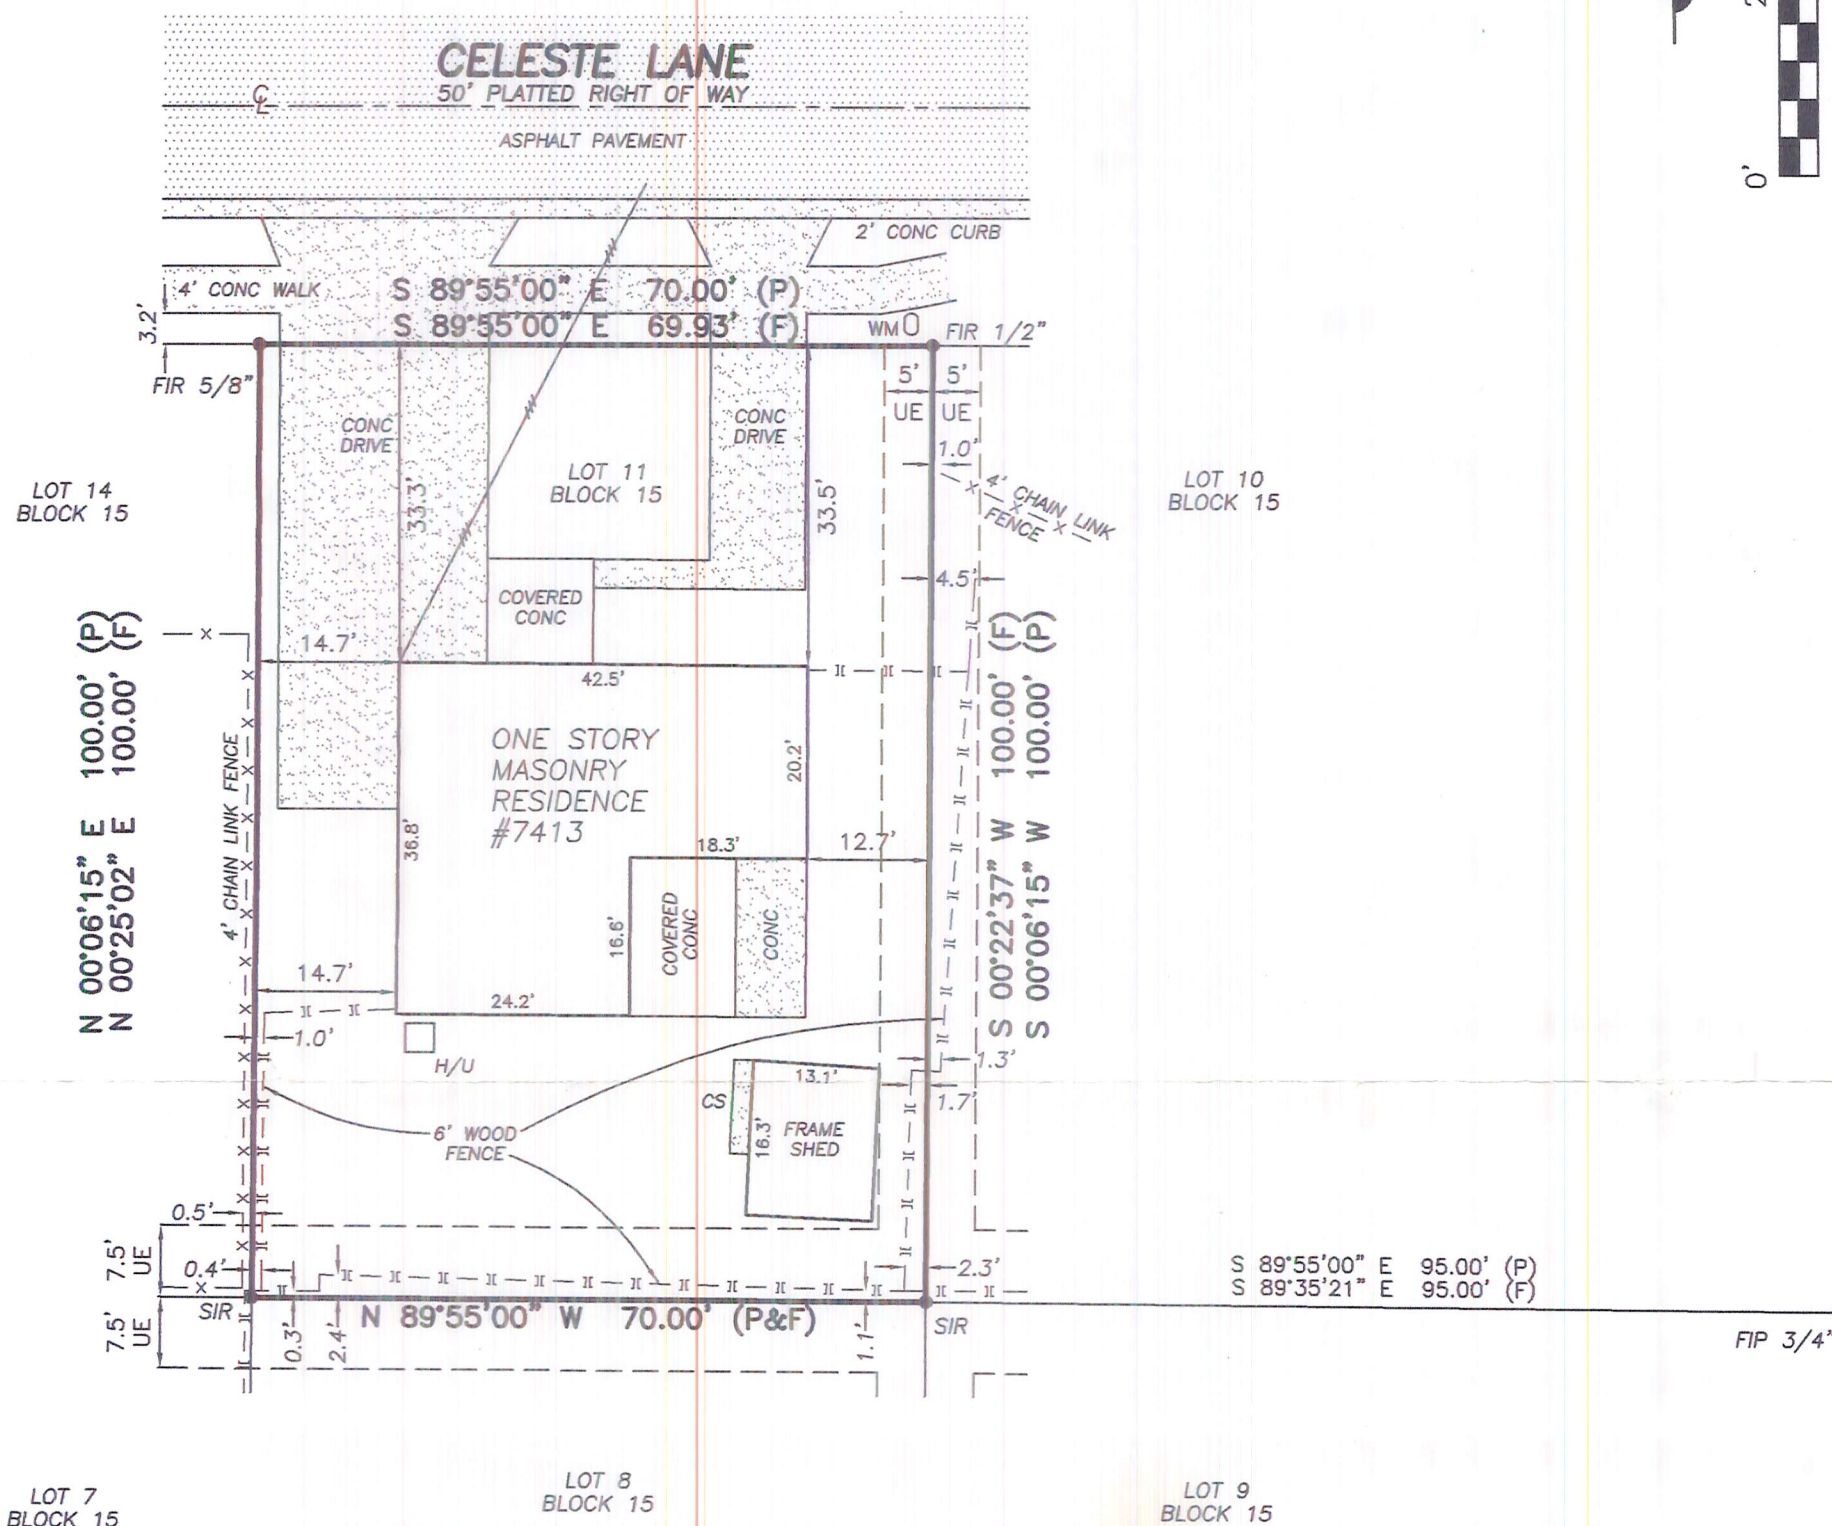 CELESTE LANE
50' PLATTED RIGHT OF WAY
ASPHALT PAVEMENT
0'
2' CONC CURB
4' CONC WALK
S 89°55'00" E 70.00' (P)
S 89°55'00" E 69.93' (F)
3.2'
WM
FIR 1/2"
FIR 5/8"
5' 5'
UE UE
CONC
DRIVE
CONC
DRIVE
1.0'
LOT 11
BLOCK 15
33.3'
33.5'
4' CHAIN LINK
FENCE
LOT 14
BLOCK 15
LOT 10
BLOCK 15
4.5'
COVERED
CONC
14.7'
42.5'
N 00°06'15" E 100.00' (P)
N 00°25'02" E 100.00' (F)
S 00°22'37" W 100.00' (F)
S 00°06'15" W 100.00' (P)
4' CHAIN LINK FENCE
ONE STORY
MASONRY
RESIDENCE
#7413
20.2'
36.8'
18.3'
12.7'
16.6'
COVERED
CONC
CONC
14.7'
24.2'
1.0'
H/U
1.3'
13.1'
1.7'
CS
16.3'
FRAME
SHED
6' WOOD
FENCE
0.5'
7.5'
UE
0.4'
2.3'
S 89°55'00" E 95.00' (P)
S 89°35'21" E 95.00' (F)
SIR
N 89°55'00" W 70.00' (P&F)
SIR
7.5'
UE
0.3'
2.4'
1.1'
FIP 3/4"
LOT 7
BLOCK 15
LOT 8
BLOCK 15
LOT 9
BLOCK 15